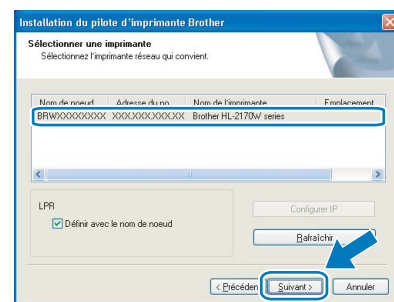 Installation du pilote d'imprimante Brother
Sélectionner une imprimante
Sélectionnez l'imprimante réseau qui convient.
Nom de noeud Adresse du no Nom de l'imprimante Emplacement
BRWXXXXXXXXX XXX.XXX.XXX.XX Brother HL-2170W series
LPR
Définir avec le nom de noeud
Configurer IP
Rafraîchir
< Précéden Suivant > Annuler